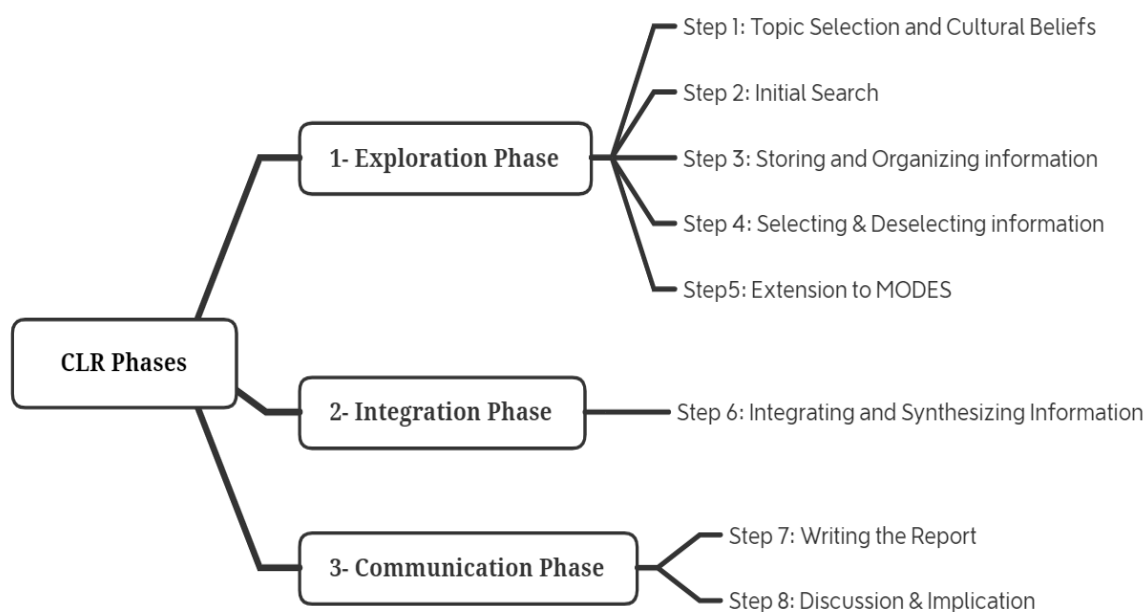 CLR Phases
1- Exploration Phase
Step 1: Topic Selection and Cultural Beliefs
Step 2: Initial Search
Step 3: Storing and Organizing information
Step 4: Selecting & Deselecting information
Step5: Extension to MODES
2- Integration Phase
Step 6: Integrating and Synthesizing Information
3- Communication Phase
Step 7: Writing the Report
Step 8: Discussion & Implication